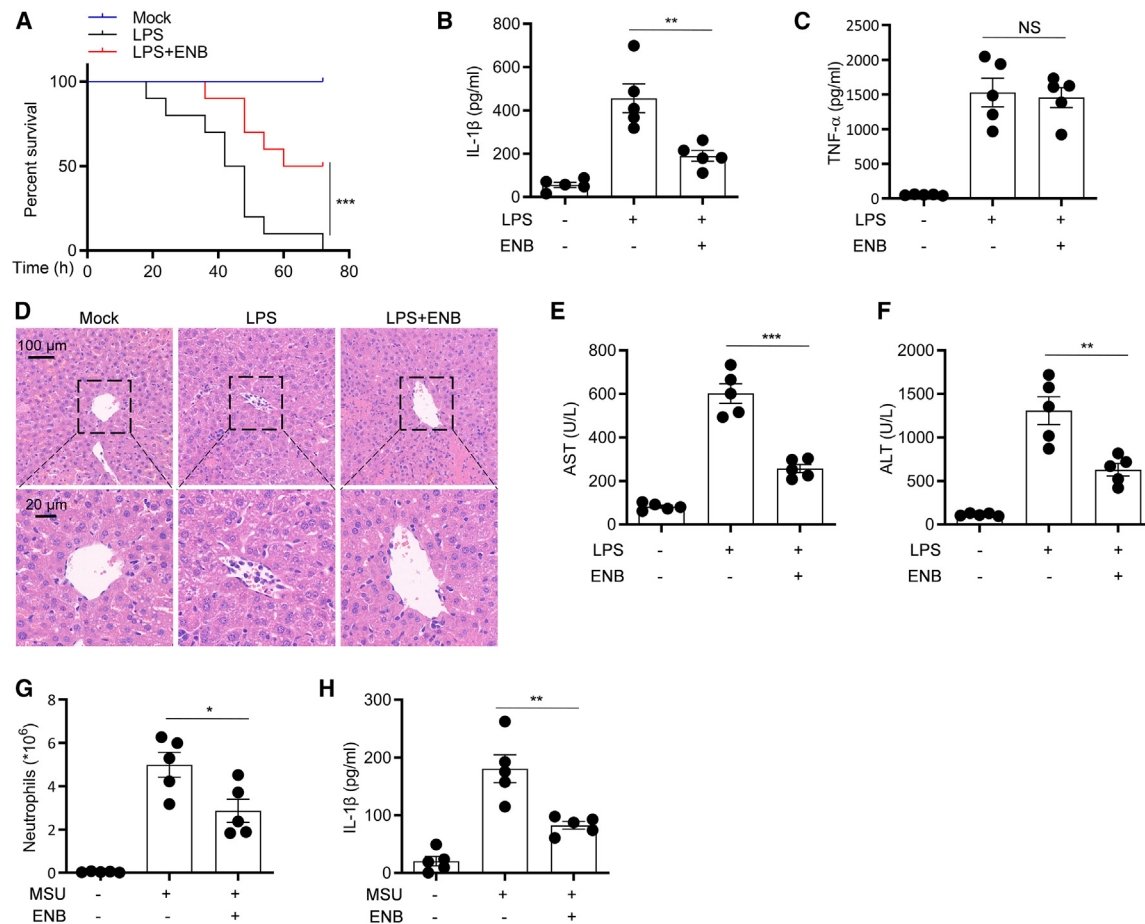 A
Mock
LPS
LPS+ENB
Percent survival
100
50
0
***
Time (h)
0 20 40 60 80
B
IL-1β (pg/ml)
800
600
400
200
0
**
LPS - + +
ENB - - +
C
TNF-α (pg/ml)
2500
2000
1500
1000
500
0
NS
LPS - + +
ENB - - +
D
Mock LPS LPS+ENB
100 μm
20 μm
E
AST (U/L)
800
600
400
200
0
***
LPS - + +
ENB - - +
F
ALT (U/L)
2000
1500
1000
500
0
**
LPS - + +
ENB - - +
G
Neutrophils (*10⁶)
8
6
4
2
0
*
MSU - + +
ENB - - +
H
IL-1β (pg/ml)
300
200
100
0
**
MSU - + +
ENB - - +